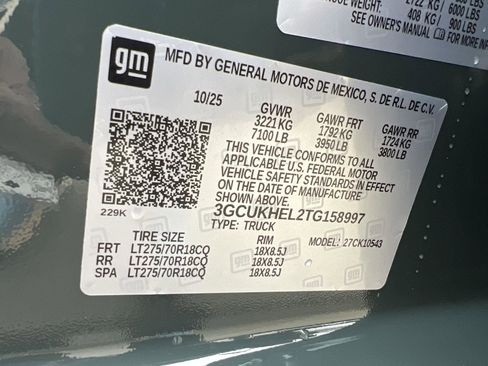 2722 KG / 6000 LBS
TONGUE WEIGHT: 408 KG / 900 LBS
SEE OWNER'S MANUAL FOR MORE INFO
gm
MFD BY GENERAL MOTORS DE MEXICO, S. DE R.L. DE C.V.
10/25
GVWR GAWR FRT GAWR RR
3221 KG 1792 KG 1724 KG
7100 LB 3950 LB 3800 LB
THIS VEHICLE CONFORMS TO ALL
APPLICABLE U.S. FEDERAL MOTOR
VEHICLE SAFETY STANDARDS IN
EFFECT ON THE DATE OF MANUFACTURE
SHOWN ABOVE.
3GCUKHEL2TG158997
229K
TYPE: TRUCK
MODEL: 27CK10543
TIRE SIZE RIM
FRT LT275/70R18CQ 18X8.5J
RR LT275/70R18CQ 18X8.5J
SPA LT275/70R18CQ 18X8.5J